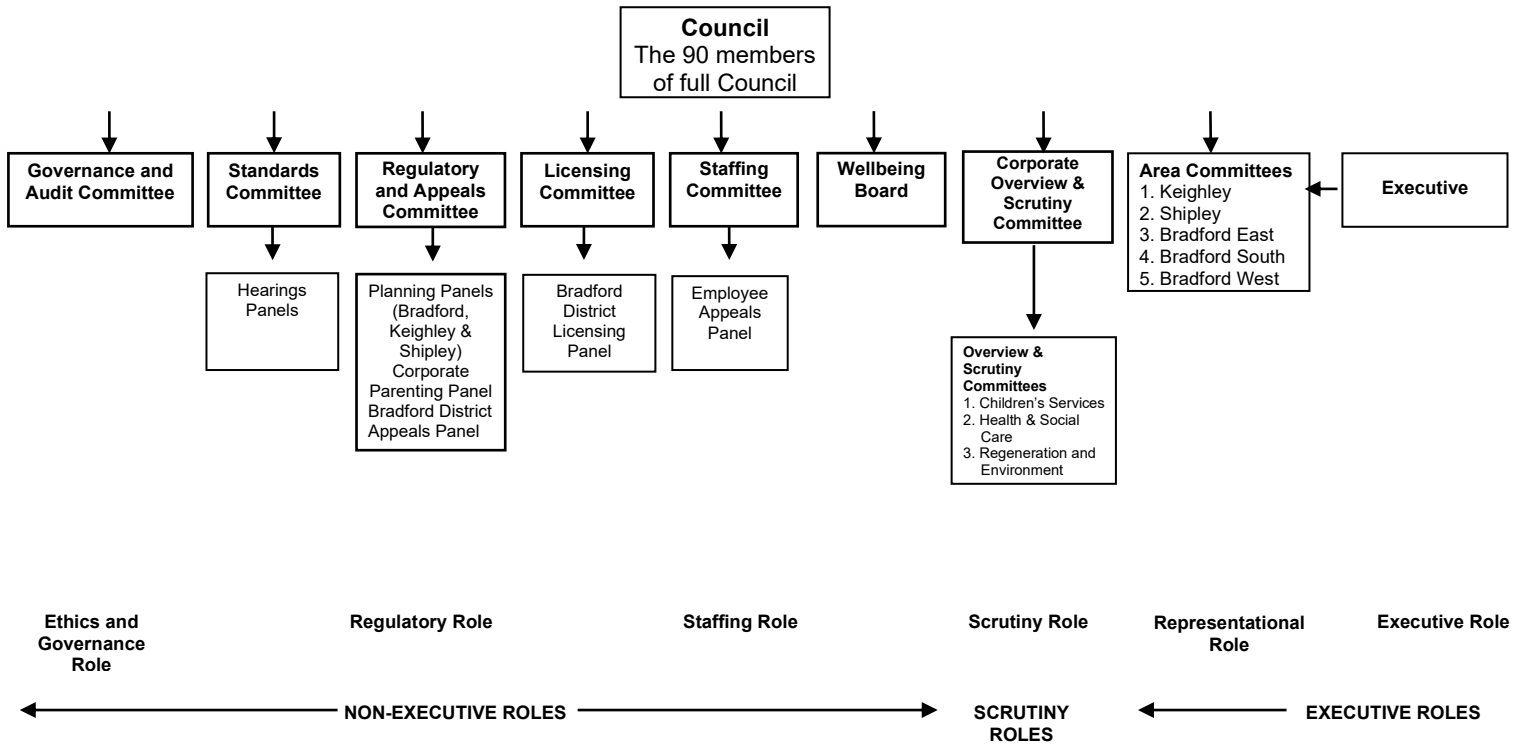 Council
The 90 members
of full Council
Governance and
Audit Committee
Standards
Committee
Regulatory
and Appeals
Committee
Licensing
Committee
Staffing
Committee
Wellbeing
Board
Corporate
Overview &
Scrutiny
Committee
Area Committees
1. Keighley
2. Shipley
3. Bradford East
4. Bradford South
5. Bradford West
Executive
Hearings
Panels
Planning Panels
(Bradford,
Keighley &
Shipley)
Corporate
Parenting Panel
Bradford District
Appeals Panel
Bradford
District
Licensing
Panel
Employee
Appeals
Panel
Overview &
Scrutiny
Committees
1. Children’s Services
2. Health & Social
Care
3. Regeneration and
Environment
Ethics and
Governance
Role
Regulatory Role
Staffing Role
Scrutiny Role
Representational
Role
Executive Role
NON-EXECUTIVE ROLES
SCRUTINY
ROLES
EXECUTIVE ROLES